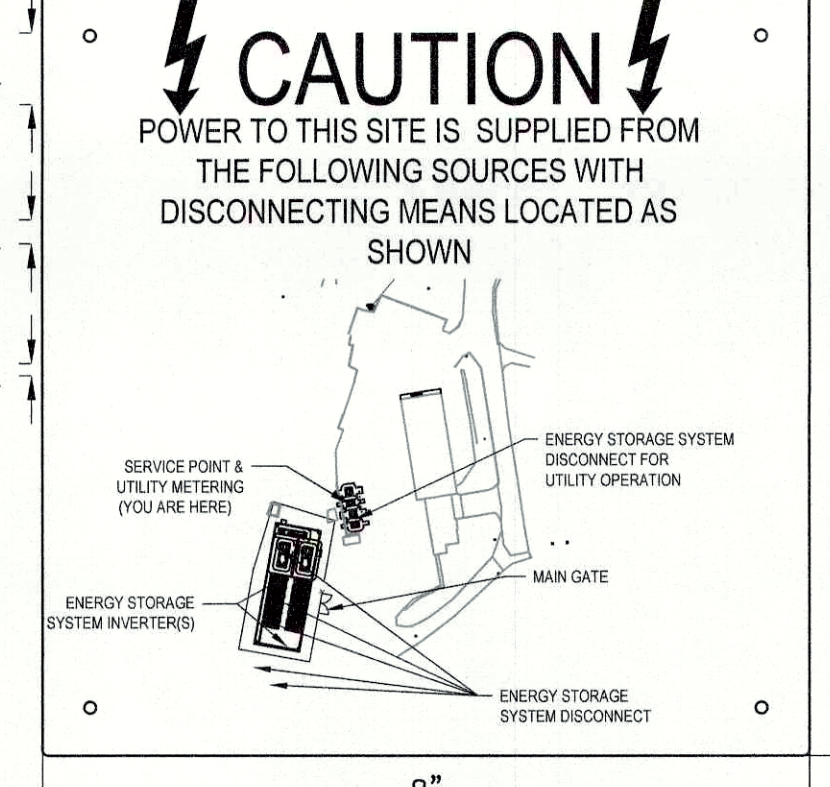 CAUTION
POWER TO THIS SITE IS SUPPLIED FROM
THE FOLLOWING SOURCES WITH
DISCONNECTING MEANS LOCATED AS
SHOWN
ENERGY STORAGE SYSTEM
DISCONNECT FOR
UTILITY OPERATION
SERVICE POINT &
UTILITY METERING
(YOU ARE HERE)
MAIN GATE
ENERGY STORAGE
SYSTEM INVERTER(S)
ENERGY STORAGE
SYSTEM DISCONNECT